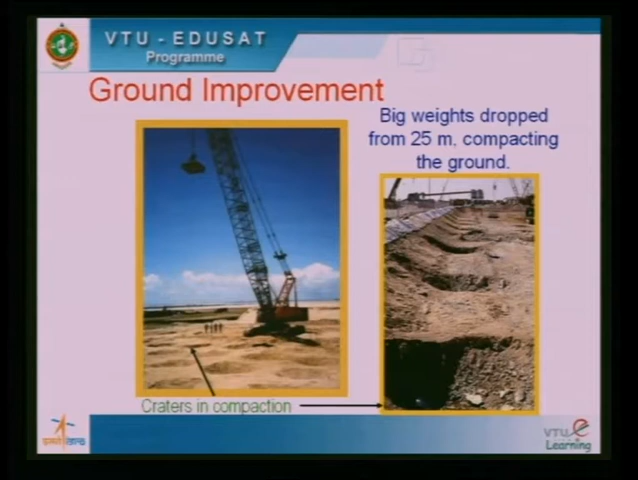 VTU - EDUSAT
Programme
Ground Improvement
Big weights dropped
from 25 m, compacting
the ground.
Craters in compaction
VTU e
Learning